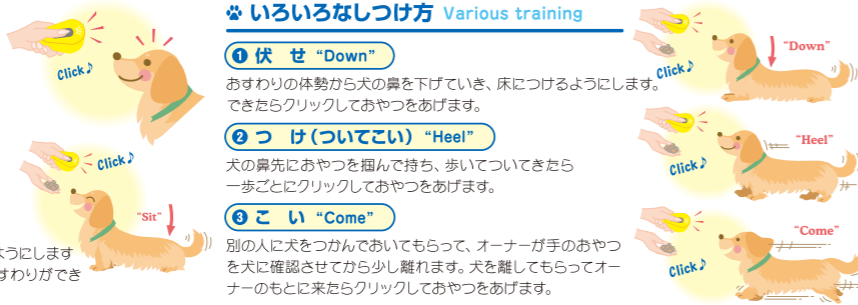 Click♪
Click♪
"Sit"
ようにします
すわりができ
いろいろなしつけ方 Various training
❶ 伏 せ "Down"
おすわりの体勢から犬の鼻を下げていき、床につけるようにします。
できたらクリックしておやつをあげます。
❷ つ け(ついてこい) "Heel"
犬の鼻先におやつを掴んで持ち、歩いてついてきたら
一歩ごとにクリックしておやつをあげます。
❸ こ い "Come"
別の人に犬をつかんでおいてもらって、オーナーが手のおやつ
を犬に確認させてから少し離れます。犬を離してもらってオー
ナーのもとに来たらクリックしておやつをあげます。
"Down"
Click♪
"Heel"
Click♪
"Come"
Click♪